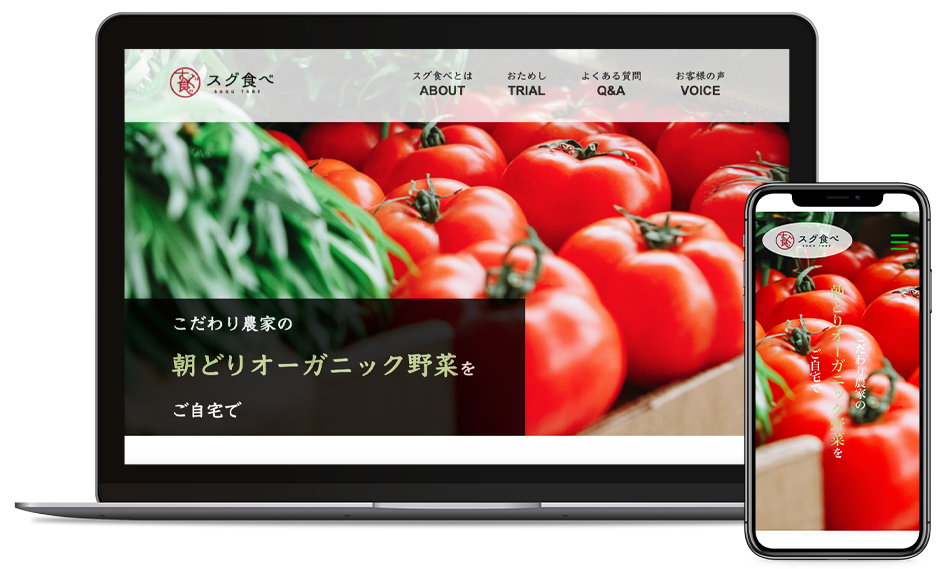 スグ食べ
SUGU TABE
スグ食べとは
ABOUT
おためし
TRIAL
よくある質問
Q&A
お客様の声
VOICE
こだわり農家の
朝どりオーガニック野菜を
ご自宅で
スグ食べ
SUGU TABE
こだわり農家の
朝どりオーガニック野菜を
ご自宅で